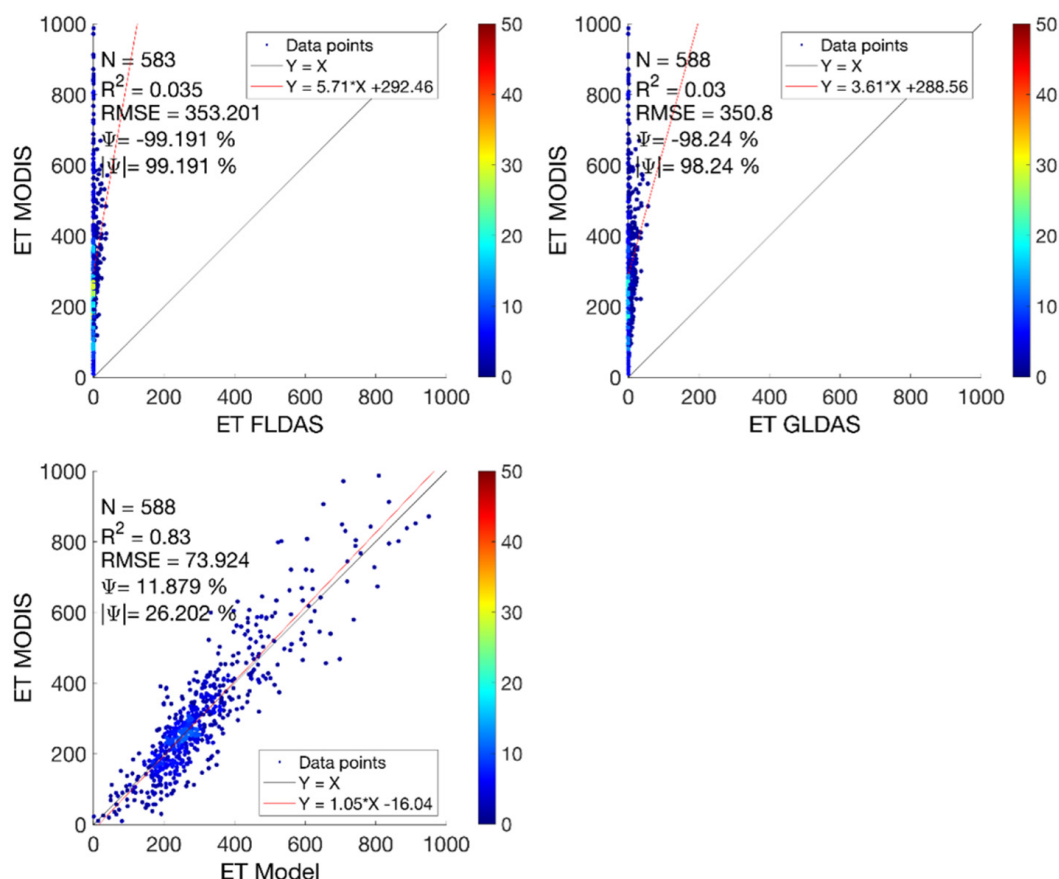 1000
800
600
400
200
0
ET MODIS
N = 583
R² = 0.035
RMSE = 353.201
Ψ= -99.191 %
|Ψ|= 99.191 %
Data points
Y = X
Y = 5.71*X +292.46
0 200 400 600 800 1000
ET FLDAS
50
40
30
20
10
0
1000
800
600
400
200
0
ET MODIS
N = 588
R² = 0.03
RMSE = 350.8
Ψ= -98.24 %
|Ψ|= 98.24 %
Data points
Y = X
Y = 3.61*X +288.56
0 200 400 600 800 1000
ET GLDAS
50
40
30
20
10
0
1000
800
600
400
200
0
ET MODIS
N = 588
R² = 0.83
RMSE = 73.924
Ψ= 11.879 %
|Ψ|= 26.202 %
Data points
Y = X
Y = 1.05*X -16.04
0 200 400 600 800 1000
ET Model
50
40
30
20
10
0